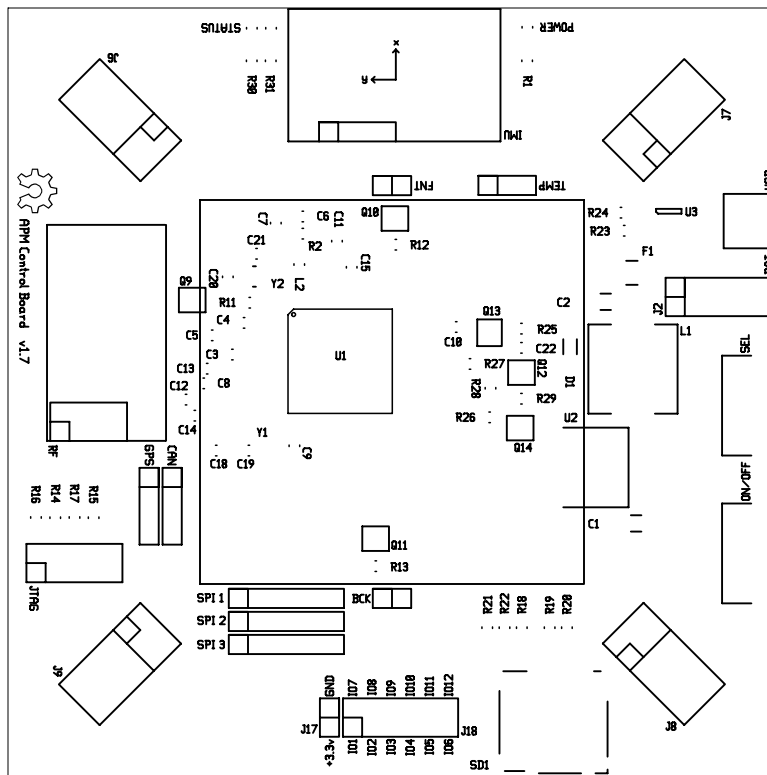 STATUS
POWER
R30
R31
x
R1
J6
IMU
J7
FNT
TEMP
U3
R24
R23
F1
APM Control Board v1.7
C7
C6
C11
Q10
R2
R12
C21
C15
C20
Y2
L2
Q9
R11
C4
C5
C3
C13
C8
C12
C14
U1
C2
Q13
C10
R25
C22
R27
Q12
R28
D1
R29
R26
U2
Q14
J2
L1
SEL
ON/OFF
C1
RF
GPS
CAN
Y1
C18
C19
C9
R16
R14
R17
R15
Q11
R13
JTAG
SPI 1
SPI 2
SPI 3
BCK
R21
R22
R18
R19
R20
J9
J8
GND
IO7
IO8
IO9
IO10
IO11
IO12
J17
J18
+3.3v
IO1
IO2
IO3
IO4
IO5
IO6
SD1